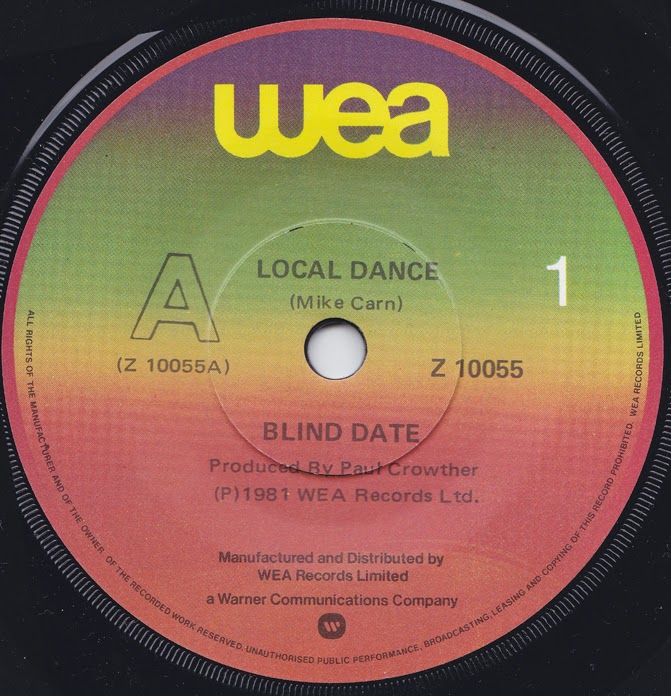 wea
A
LOCAL DANCE
(Mike Carn)
1
(Z 10055A)
Z 10055
BLIND DATE
Produced By Paul Crowther
(P)1981 WEA Records Ltd.
Manufactured and Distributed by
WEA Records Limited
a Warner Communications Company
ALL RIGHTS OF THE MANUFACTURER AND OF THE OWNER OF THE RECORDED WORK RESERVED. UNAUTHORISED PUBLIC PERFORMANCE, BROADCASTING, LEASING AND COPYING OF THIS RECORD PROHIBITED. WEA RECORDS LIMITED